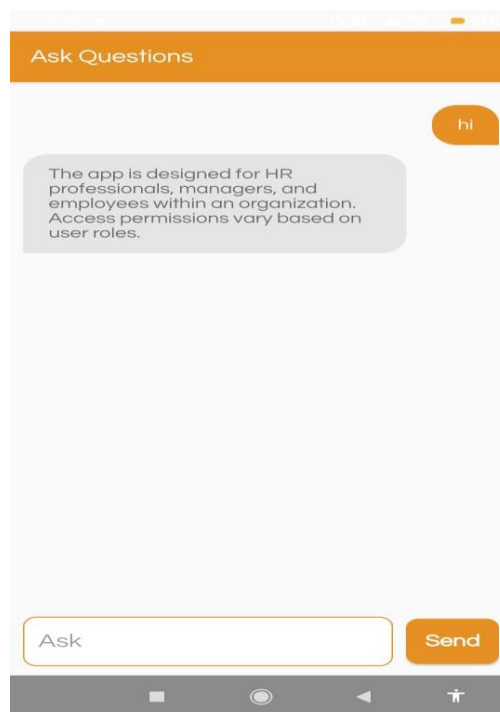 Ask Questions
hi
The app is designed for HR
professionals, managers, and
employees within an organization.
Access permissions vary based on
user roles.
Ask
Send